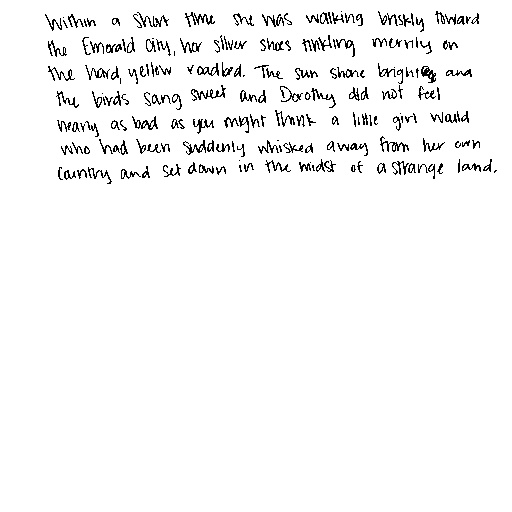 Within a short time she was walking briskly toward
the Emerald City, her silver shoes tinkling merrily on
the hard, yellow roadbed. The sun shone bright and
the birds sang sweet and Dorothy did not feel
nearly as bad as you might think a little girl would
who had been suddenly whisked away from her own
country and set down in the midst of a strange land.